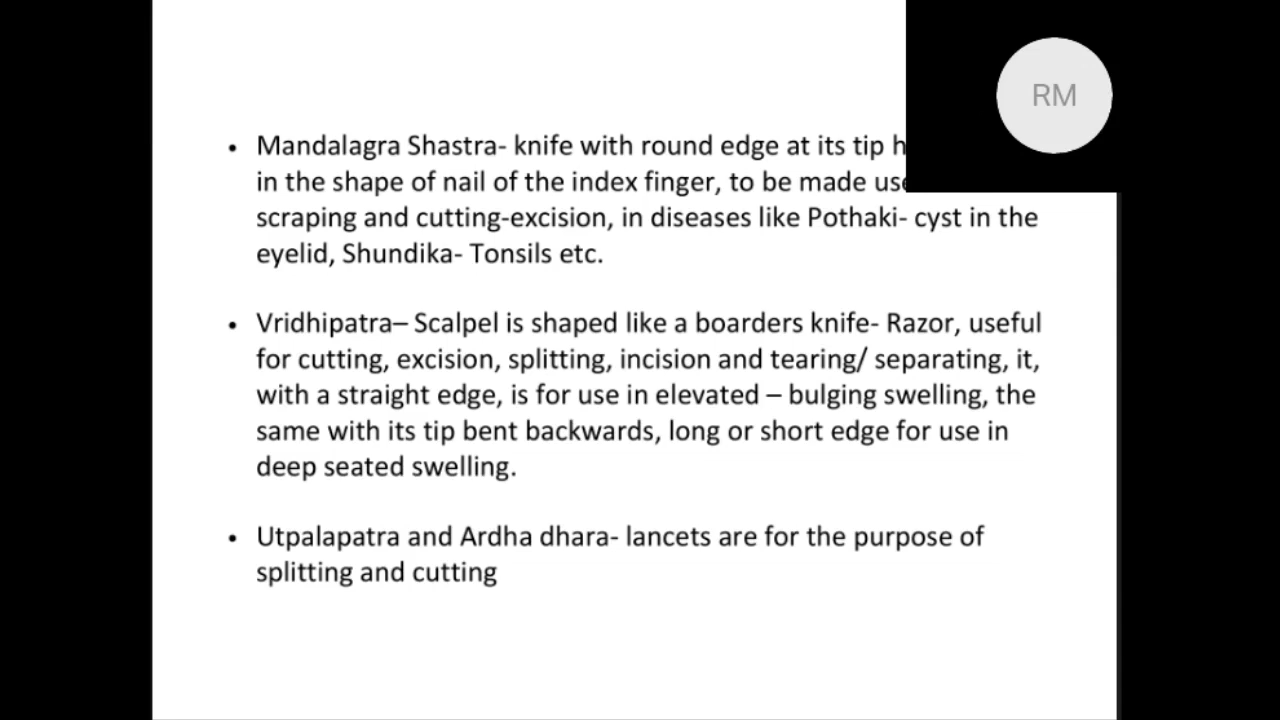 RM
• Mandalagra Shastra- knife with round edge at its tip
in the shape of nail of the index finger, to be made
scraping and cutting-excision, in diseases like Pothaki- cyst in the
eyelid, Shundika- Tonsils etc.
• Vridhipatra– Scalpel is shaped like a boarders knife- Razor, useful
for cutting, excision, splitting, incision and tearing/ separating, it,
with a straight edge, is for use in elevated – bulging swelling, the
same with its tip bent backwards, long or short edge for use in
deep seated swelling.
• Utpalapatra and Ardha dhara- lancets are for the purpose of
splitting and cutting